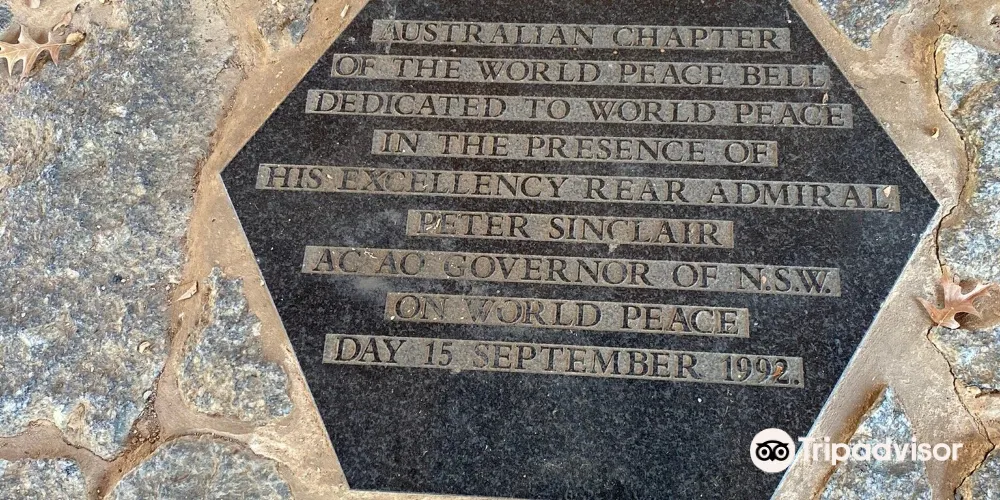 AUSTRALIAN CHAPTER
OF THE WORLD PEACE BELL
DEDICATED TO WORLD PEACE
IN THE PRESENCE OF
HIS EXCELLENCY REAR ADMIRAL
PETER SINCLAIR
AC AO GOVERNOR OF N.S.W.
ON WORLD PEACE
DAY 15 SEPTEMBER 1992.
Tripadvisor